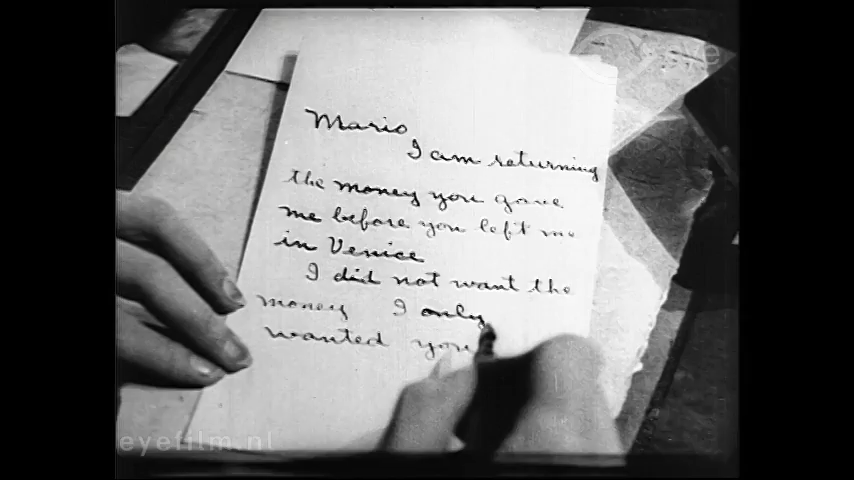 Mario
I am returning
the money you gave
me before you left me
in Venice
I did not want the
money I only
wanted you
eyefilm.nl
eye